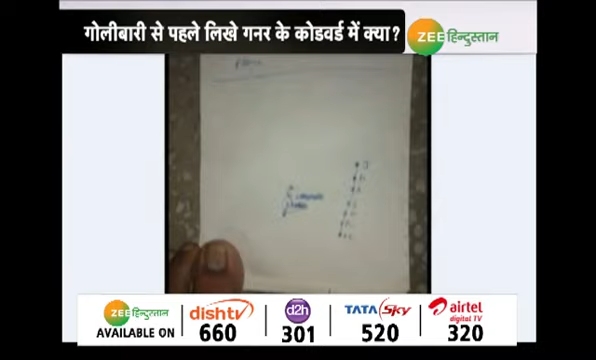 गोलीबारी से पहले लिखे गनर के कोडवर्ड में क्या?
ZEE हिन्दुस्तान
ZEE हिन्दुस्तान
AVAILABLE ON
dishtv
660
d2h
301
TATA Sky
520
airtel
digital TV
320